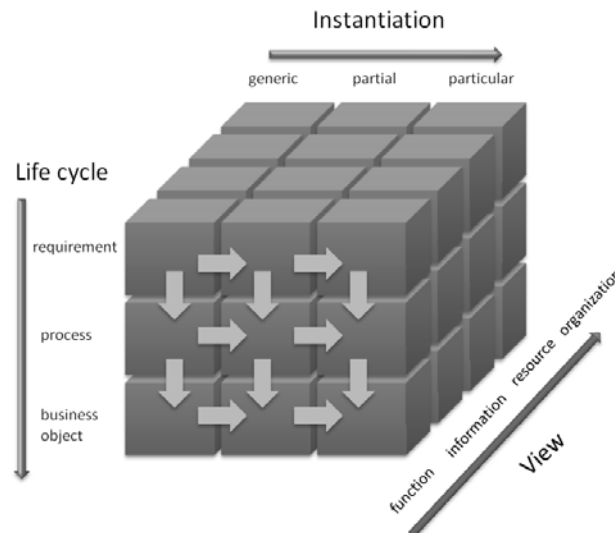 Instantiation
generic partial particular
Life cycle
requirement
process
business
object
function information resource organization
View